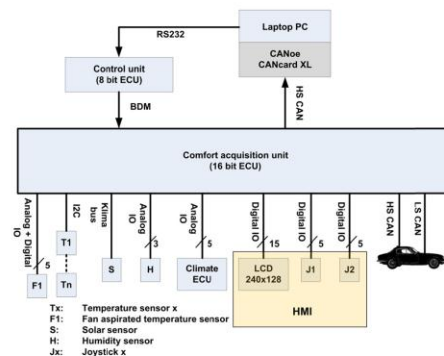 RS232
Laptop PC
CANoe
CANcard XL
Control unit
(8 bit ECU)
BDM
HS CAN
Comfort acquisition unit
(16 bit ECU)
Analog + Digital
IO
I2C
Klima
bus
Analog
IO
Analog
IO
Digital IO
Digital IO
Digital IO
HS CAN
LS CAN
5
3
5
15
5
5
F1
T1
Tn
S
H
Climate
ECU
LCD
240x128
J1
J2
HMI
Tx: Temperature sensor x
F1: Fan aspirated temperature sensor
S: Solar sensor
H: Humidity sensor
Jx: Joystick x